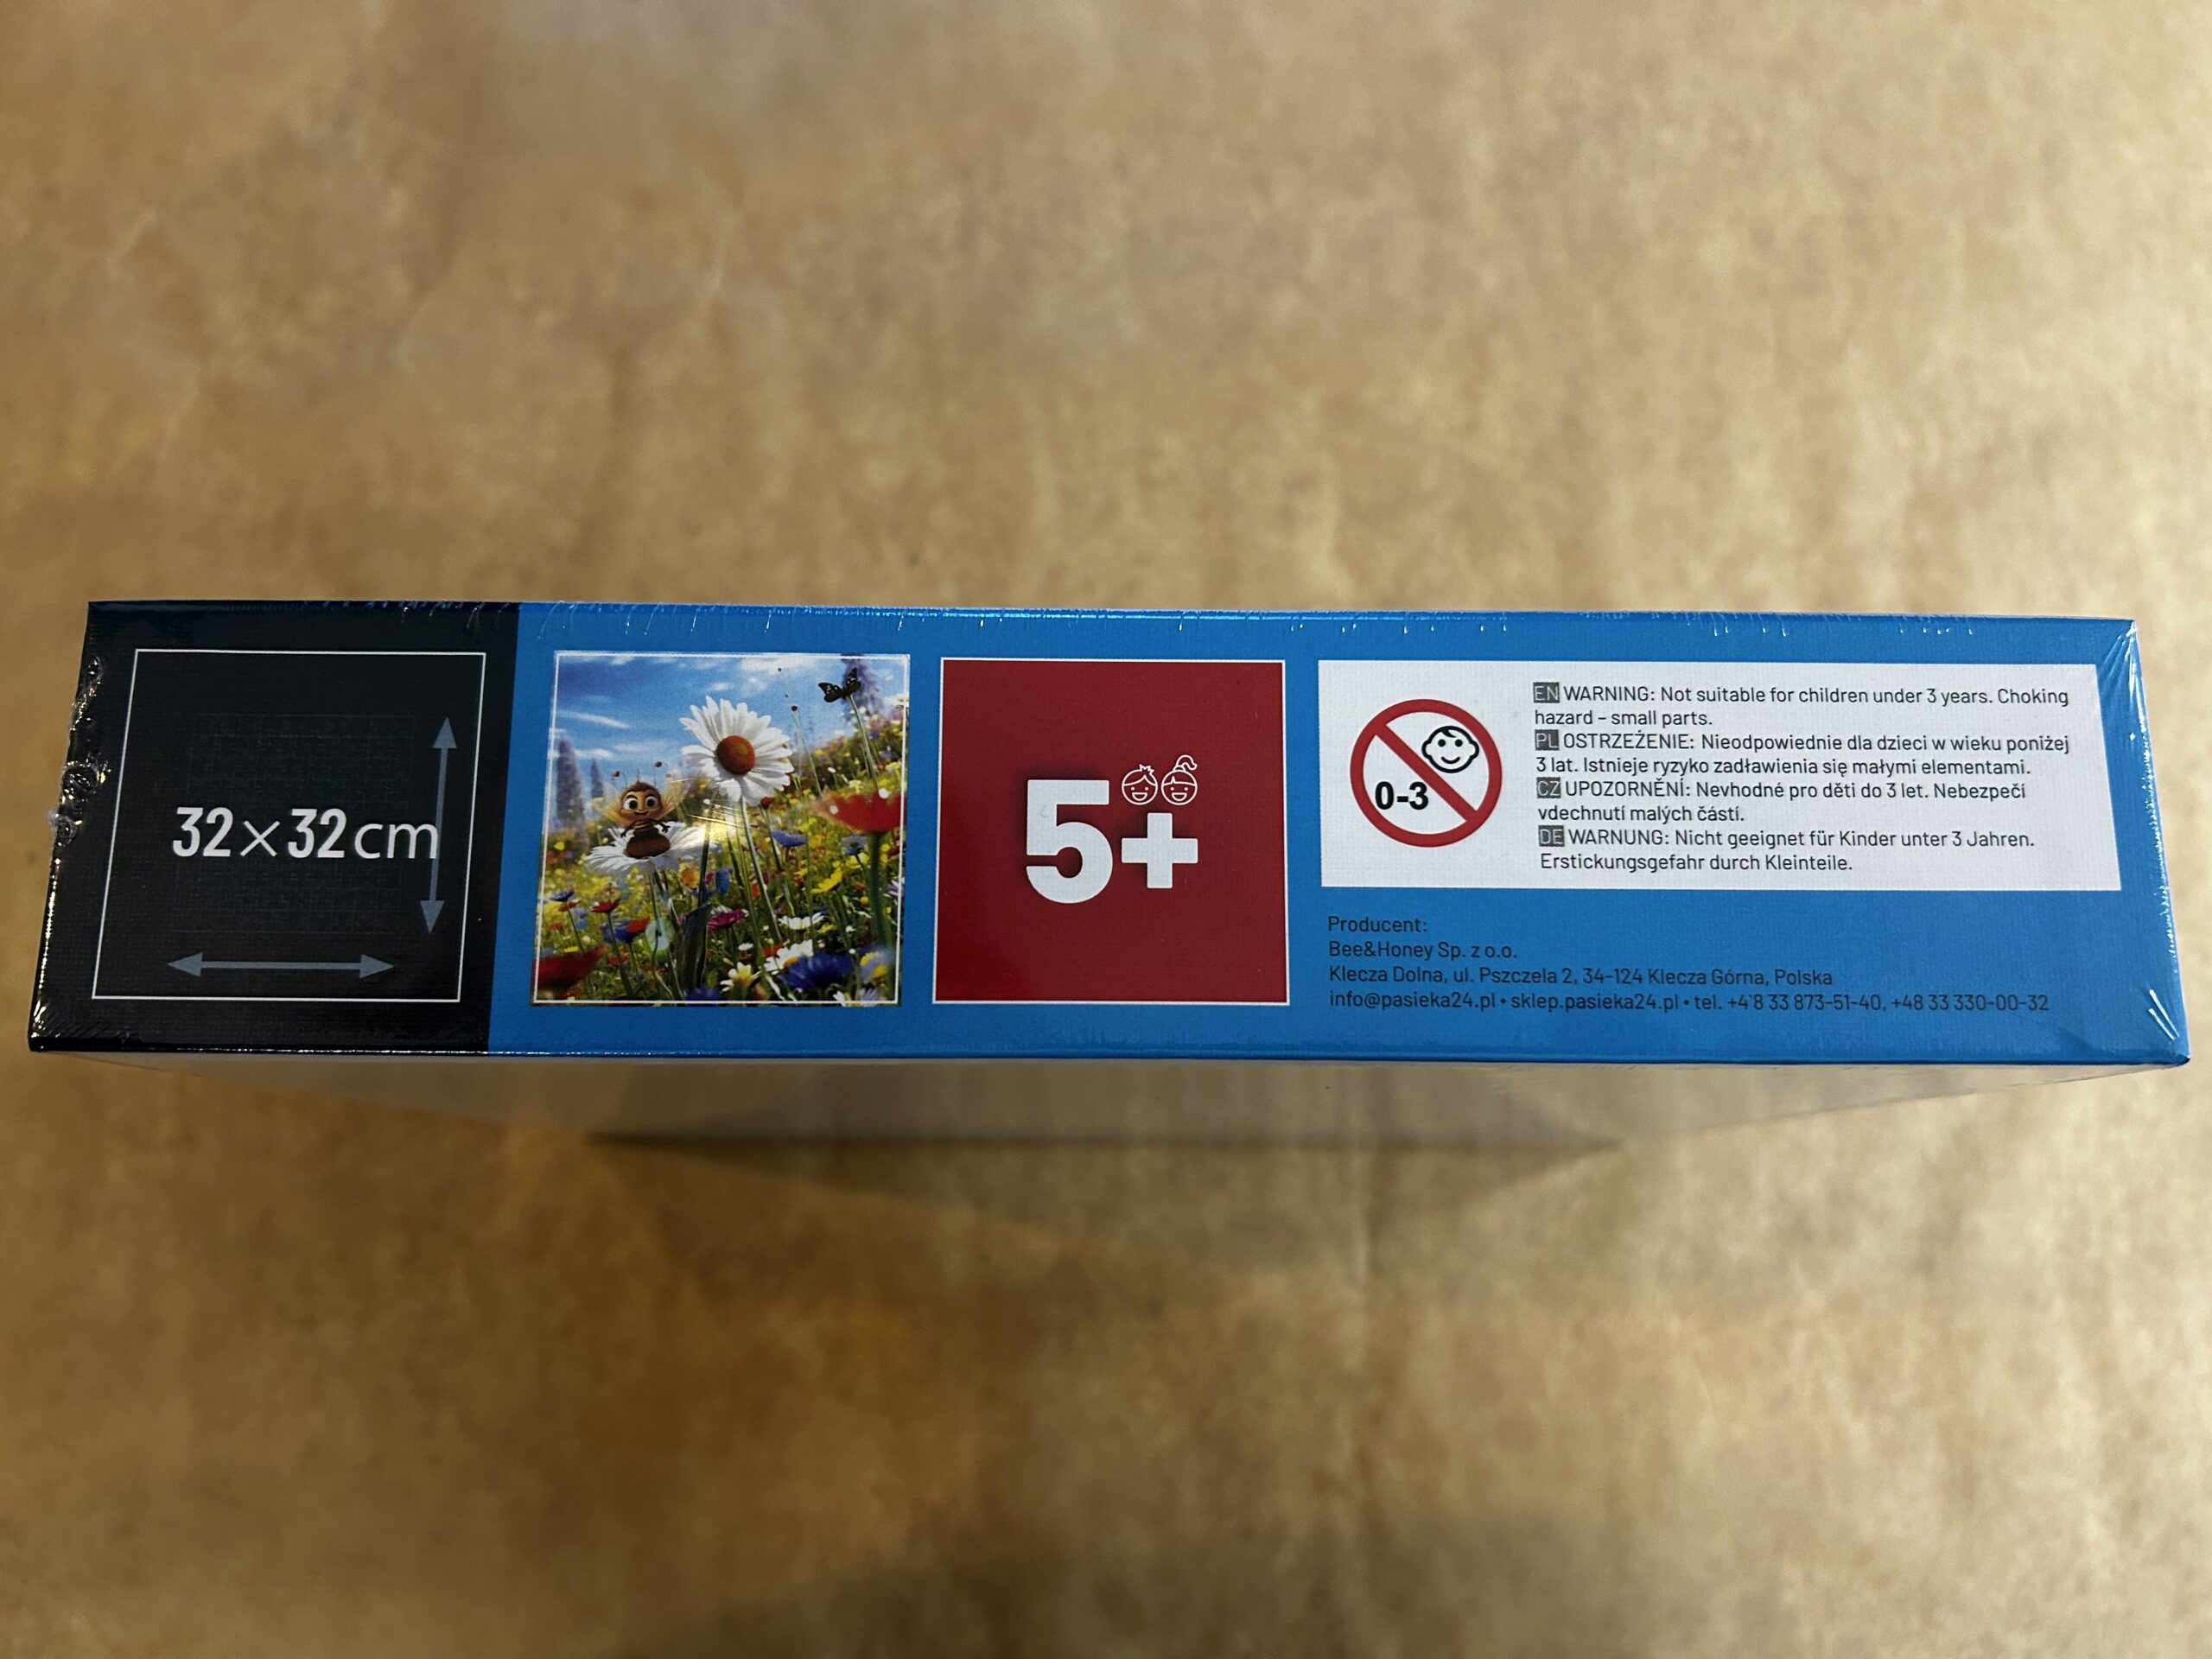 32×32cm
5+
0-3
EN WARNING: Not suitable for children under 3 years. Choking
hazard – small parts.
PL OSTRZEŻENIE: Nieodpowiednie dla dzieci w wieku poniżej
3 lat. Istnieje ryzyko zadławienia się małymi elementami.
CZ UPOZORNĚNÍ: Nevhodné pro děti do 3 let. Nebezpečí
vdechnutí malých částí.
DE WARNUNG: Nicht geeignet für Kinder unter 3 Jahren.
Erstickungsgefahr durch Kleinteile.
Producent:
Bee&Honey Sp. z o.o.
Klecza Dolna, ul. Pszczela 2, 34-124 Klecza Górna, Polska
info@pasieka24.pl • sklep.pasieka24.pl • tel. +48 33 873-51-40, +48 33 330-00-32